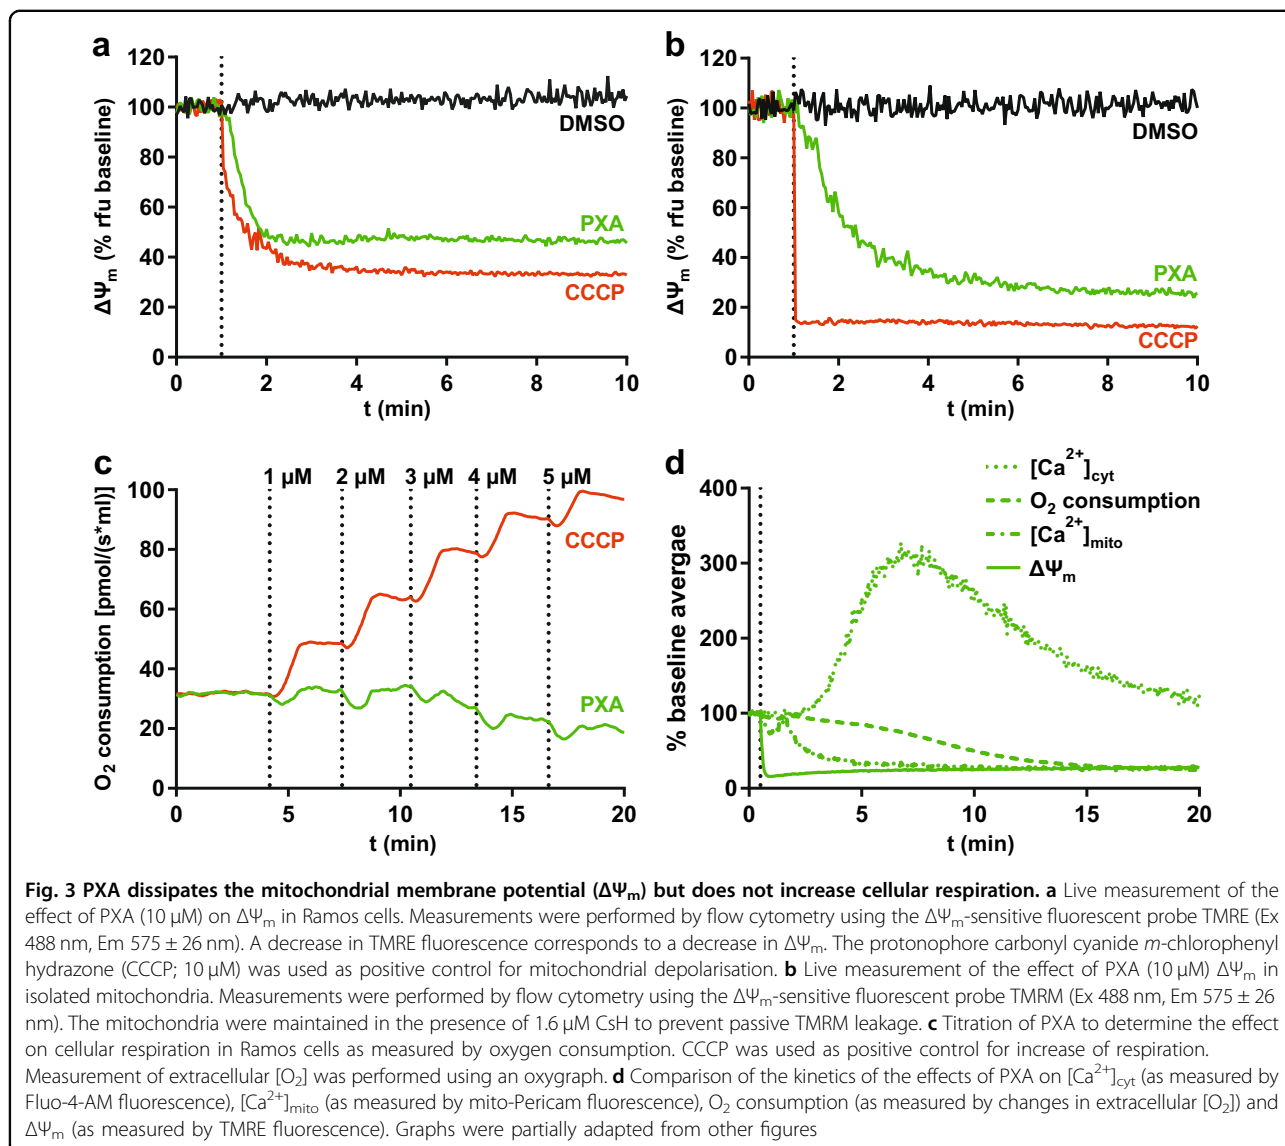 a
120
100
80
60
40
20
0
ΔΨm (% rfu baseline)
DMSO
PXA
CCCP
0 2 4 6 8 10
t (min)
b
120
100
80
60
40
20
0
ΔΨm (% rfu baseline)
DMSO
PXA
CCCP
0 2 4 6 8 10
t (min)
c
1 µM 2 µM 3 µM 4 µM 5 µM
100
80
60
40
20
0
O2 consumption [pmol/(s*ml)]
CCCP
PXA
0 5 10 15 20
t (min)
d
[Ca2+]cyt
O2 consumption
[Ca2+]mito
ΔΨm
400
300
200
100
0
% baseline avergae
0 5 10 15 20
t (min)
Fig. 3 PXA dissipates the mitochondrial membrane potential (ΔΨm) but does not increase cellular respiration. a Live measurement of the
effect of PXA (10 µM) on ΔΨm in Ramos cells. Measurements were performed by flow cytometry using the ΔΨm-sensitive fluorescent probe TMRE (Ex
488 nm, Em 575 ± 26 nm). A decrease in TMRE fluorescence corresponds to a decrease in ΔΨm. The protonophore carbonyl cyanide m-chlorophenyl
hydrazone (CCCP; 10 µM) was used as positive control for mitochondrial depolarisation. b Live measurement of the effect of PXA (10 µM) ΔΨm in
isolated mitochondria. Measurements were performed by flow cytometry using the ΔΨm-sensitive fluorescent probe TMRM (Ex 488 nm, Em 575 ± 26
nm). The mitochondria were maintained in the presence of 1.6 µM CsH to prevent passive TMRM leakage. c Titration of PXA to determine the effect
on cellular respiration in Ramos cells as measured by oxygen consumption. CCCP was used as positive control for increase of respiration.
Measurement of extracellular [O2] was performed using an oxygraph. d Comparison of the kinetics of the effects of PXA on [Ca2+]cyt (as measured by
Fluo-4-AM fluorescence), [Ca2+]mito (as measured by mito-Pericam fluorescence), O2 consumption (as measured by changes in extracellular [O2]) and
ΔΨm (as measured by TMRE fluorescence). Graphs were partially adapted from other figures